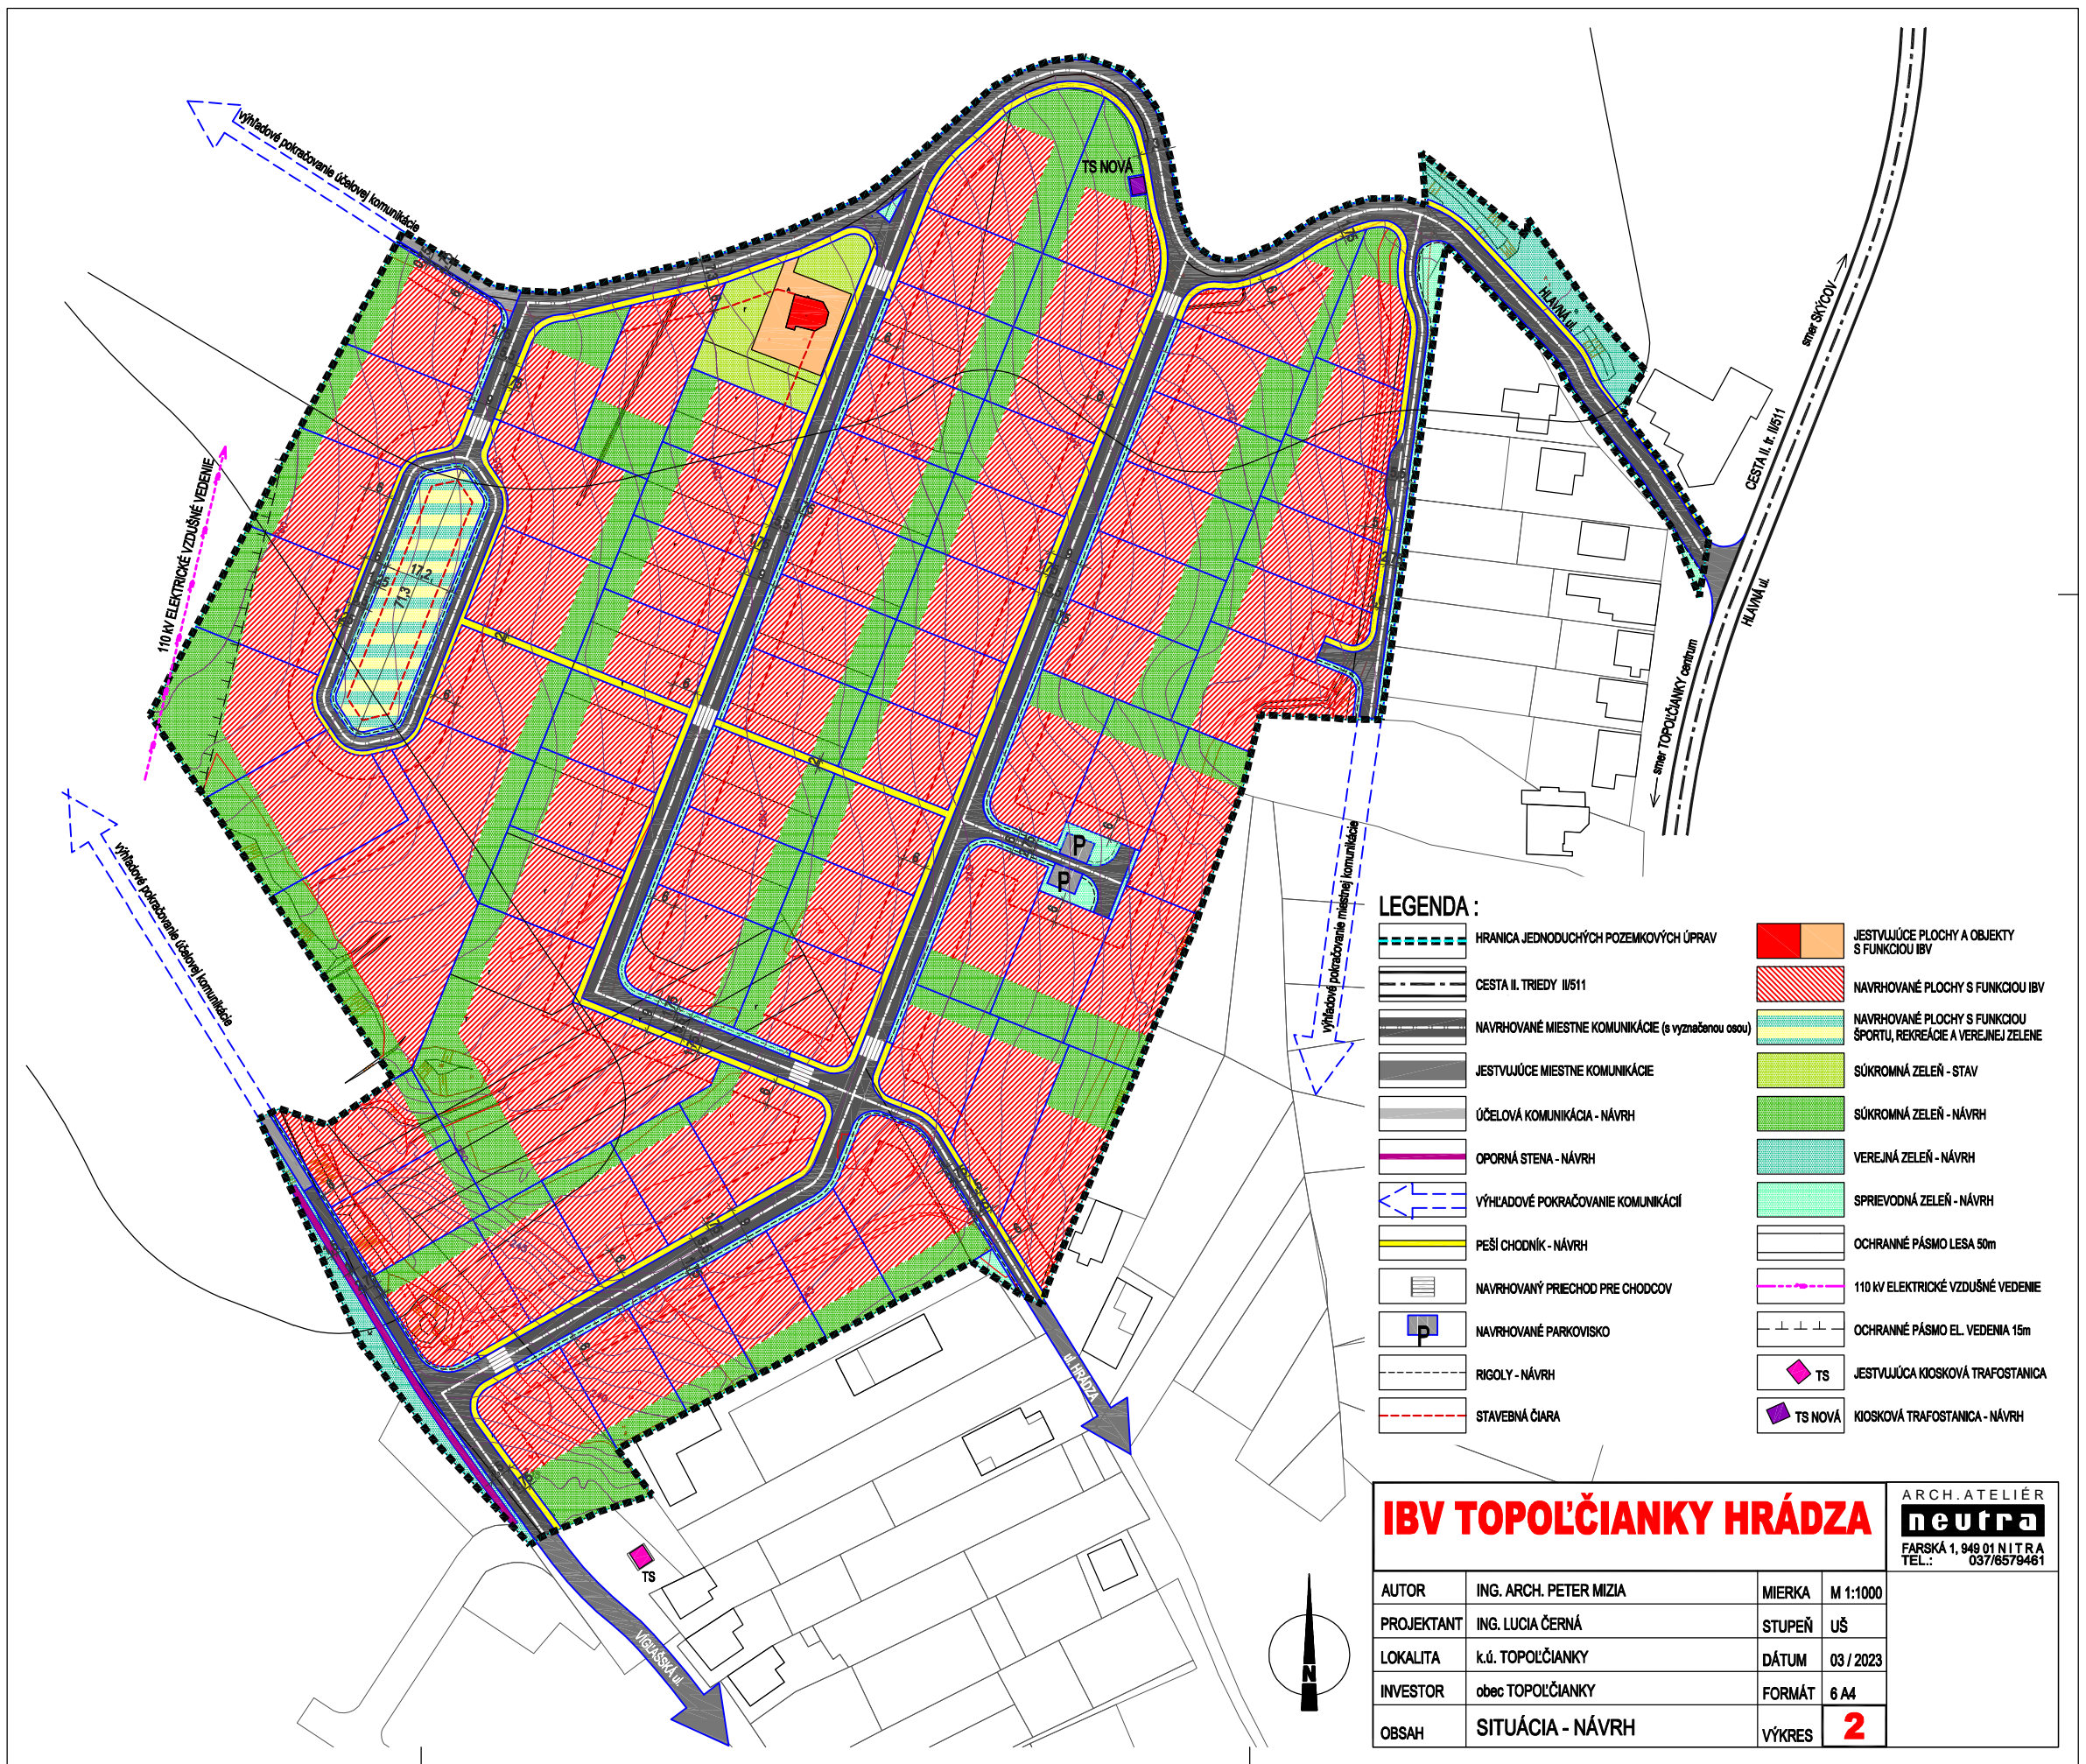 výhľadové pokračovanie účelovej komunikácie
TS NOVÁ
HLAVNÁ ul.
smer SKÝCOV
CESTA II. tr. II/511
HLAVNÁ ul.
smer TOPOĽČIANKY centrum
110 kV ELEKTRICKÉ VZDUŠNÉ VEDENIE
17,2
71,3
výhľadové pokračovanie účelovej komunikácie
výhľadové pokračovanie miestnej komunikácie
P
P
ul. HRÁDZA
TS
VÍGĽAŠSKÁ ul.
N
LEGENDA :
HRANICA JEDNODUCHÝCH POZEMKOVÝCH ÚPRAV
CESTA II. TRIEDY II/511
NAVRHOVANÉ MIESTNE KOMUNIKÁCIE (s vyznačenou osou)
JESTVUJÚCE MIESTNE KOMUNIKÁCIE
ÚČELOVÁ KOMUNIKÁCIA - NÁVRH
OPORNÁ STENA - NÁVRH
VÝHĽADOVÉ POKRAČOVANIE KOMUNIKÁCIÍ
PEŠÍ CHODNÍK - NÁVRH
NAVRHOVANÝ PRIECHOD PRE CHODCOV
P
NAVRHOVANÉ PARKOVISKO
RIGOLY - NÁVRH
STAVEBNÁ ČIARA
JESTVUJÚCE PLOCHY A OBJEKTY
S FUNKCIOU IBV
NAVRHOVANÉ PLOCHY S FUNKCIOU IBV
NAVRHOVANÉ PLOCHY S FUNKCIOU
ŠPORTU, REKREÁCIE A VEREJNEJ ZELENE
SÚKROMNÁ ZELEŇ - STAV
SÚKROMNÁ ZELEŇ - NÁVRH
VEREJNÁ ZELEŇ - NÁVRH
SPRIEVODNÁ ZELEŇ - NÁVRH
OCHRANNÉ PÁSMO LESA 50m
110 kV ELEKTRICKÉ VZDUŠNÉ VEDENIE
OCHRANNÉ PÁSMO EL. VEDENIA 15m
TS
JESTVUJÚCA KIOSKOVÁ TRAFOSTANICA
TS NOVÁ
KIOSKOVÁ TRAFOSTANICA - NÁVRH
IBV TOPOĽČIANKY HRÁDZA
ARCH.ATELIÉR
neutra
FARSKÁ 1, 949 01 NITRA
TEL.: 037/6579461
AUTOR ING. ARCH. PETER MIZIA MIERKA M 1:1000
PROJEKTANT ING. LUCIA ČERNÁ STUPEŇ UŠ
LOKALITA k.ú. TOPOĽČIANKY DÁTUM 03 / 2023
INVESTOR obec TOPOĽČIANKY FORMÁT 6 A4
OBSAH SITUÁCIA - NÁVRH VÝKRES 2